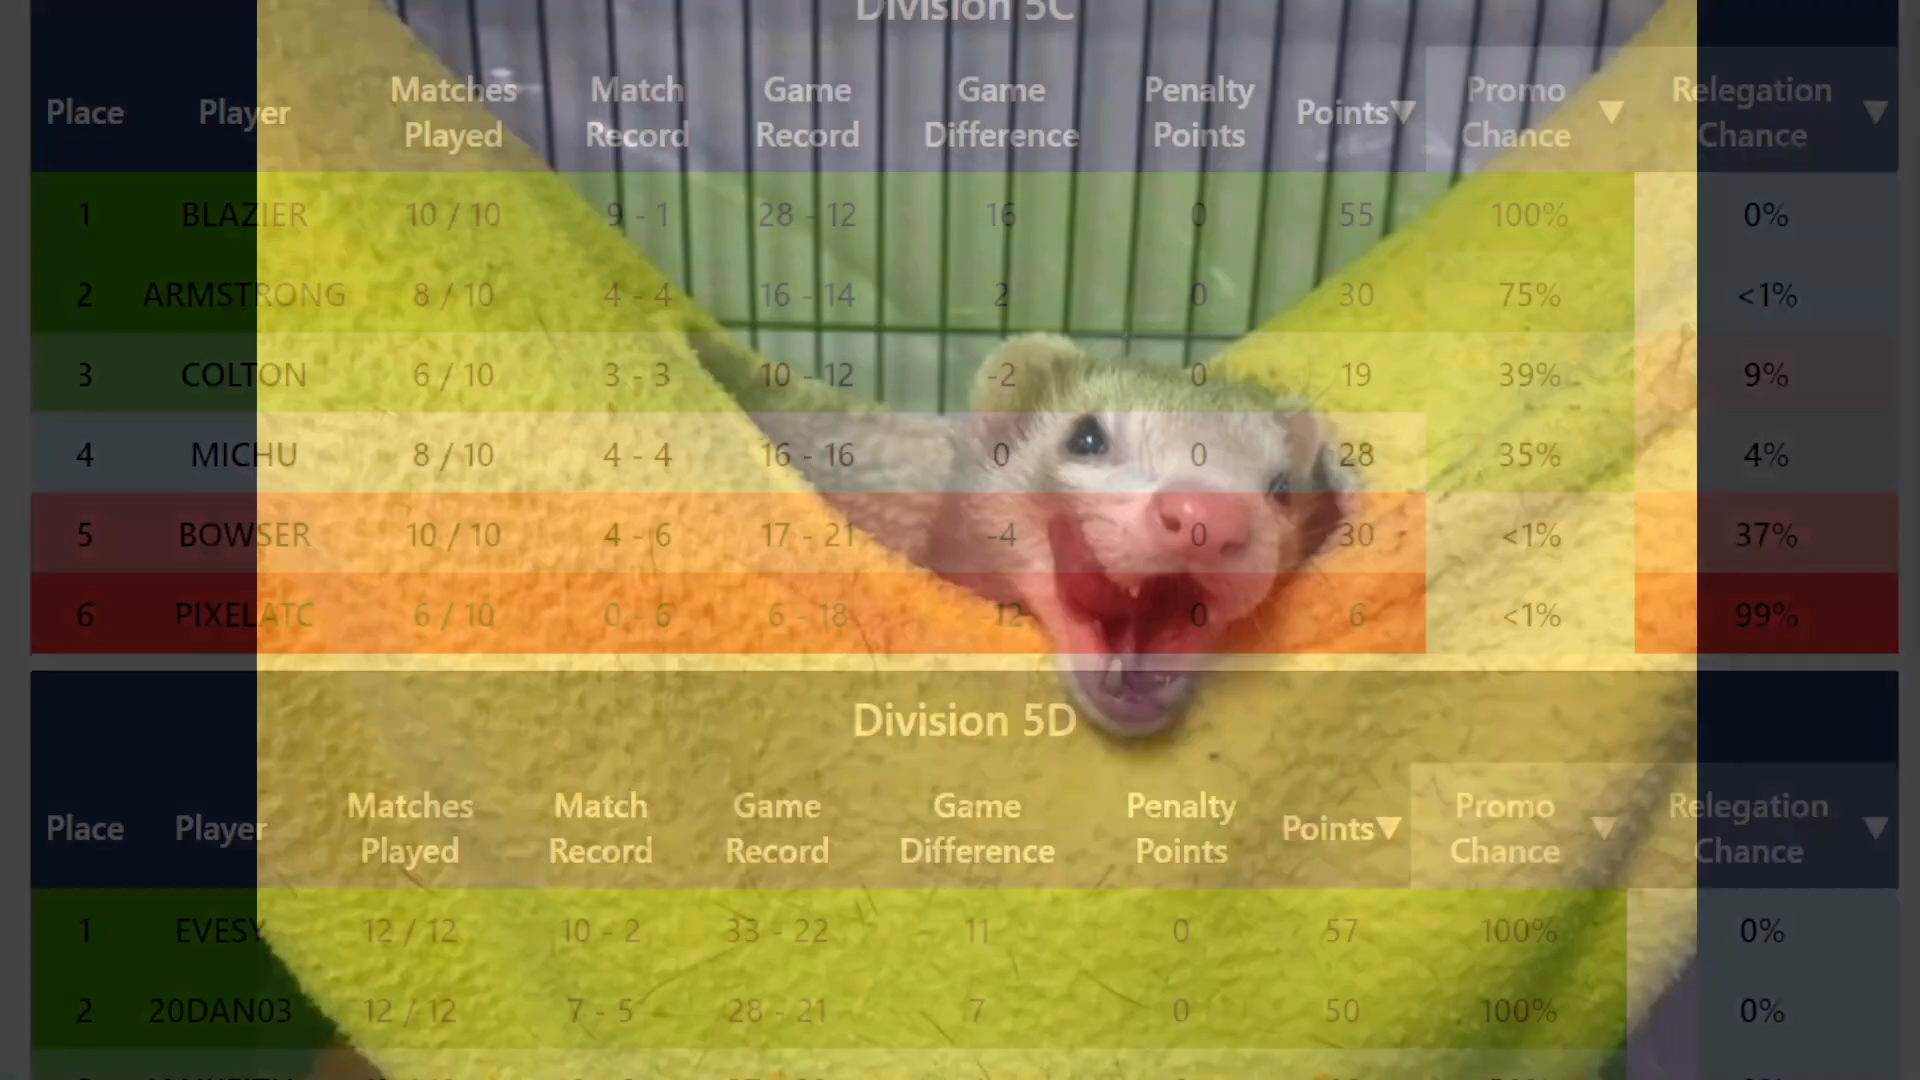 Division 5C
Place Player Matches Played Match Record Game Record Game Difference Penalty Points Points▼ Promo Chance ▼ Relegation Chance ▼
1 BLAZIER 10 / 10 9 - 1 28 - 12 16 0 55 100% 0%
2 ARMSTRONG 8 / 10 4 - 4 16 - 14 2 0 30 75% <1%
3 COLTON 6 / 10 3 - 3 10 - 12 -2 0 19 39% 9%
4 MICHU 8 / 10 4 - 4 16 - 16 0 0 28 35% 4%
5 BOWSER 10 / 10 4 - 6 17 - 21 -4 0 30 <1% 37%
6 PIXELATC 6 / 10 0 - 6 6 - 18 -12 0 6 <1% 99%
Division 5D
Place Player Matches Played Match Record Game Record Game Difference Penalty Points Points▼ Promo Chance ▼ Relegation Chance ▼
1 EVESY 12 / 12 10 - 2 33 - 22 11 0 57 100% 0%
2 20DAN03 12 / 12 7 - 5 28 - 21 7 0 50 100% 0%